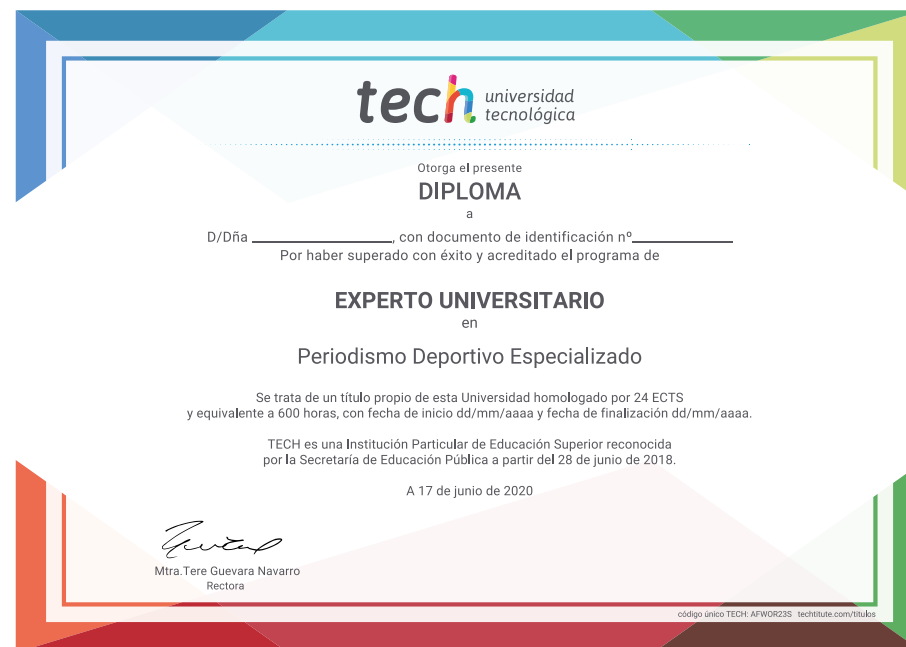 tech universidad
tecnológica
Otorga el presente
DIPLOMA
a
D/Dña ________________, con documento de identificación nº____________
Por haber superado con éxito y acreditado el programa de
EXPERTO UNIVERSITARIO
en
Periodismo Deportivo Especializado
Se trata de un título propio de esta Universidad homologado por 24 ECTS
y equivalente a 600 horas, con fecha de inicio dd/mm/aaaa y fecha de finalización dd/mm/aaaa.
TECH es una Institución Particular de Educación Superior reconocida
por la Secretaría de Educación Pública a partir del 28 de junio de 2018.
A 17 de junio de 2020
Mtra.Tere Guevara Navarro
Rectora
código único TECH: AFWOR23S techtitute.com/titulos